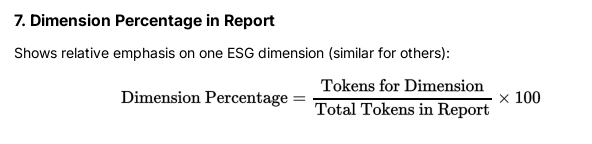 7. Dimension Percentage in Report
Shows relative emphasis on one ESG dimension (similar for others):
Dimension Percentage = Tokens for Dimension / Total Tokens in Report × 100